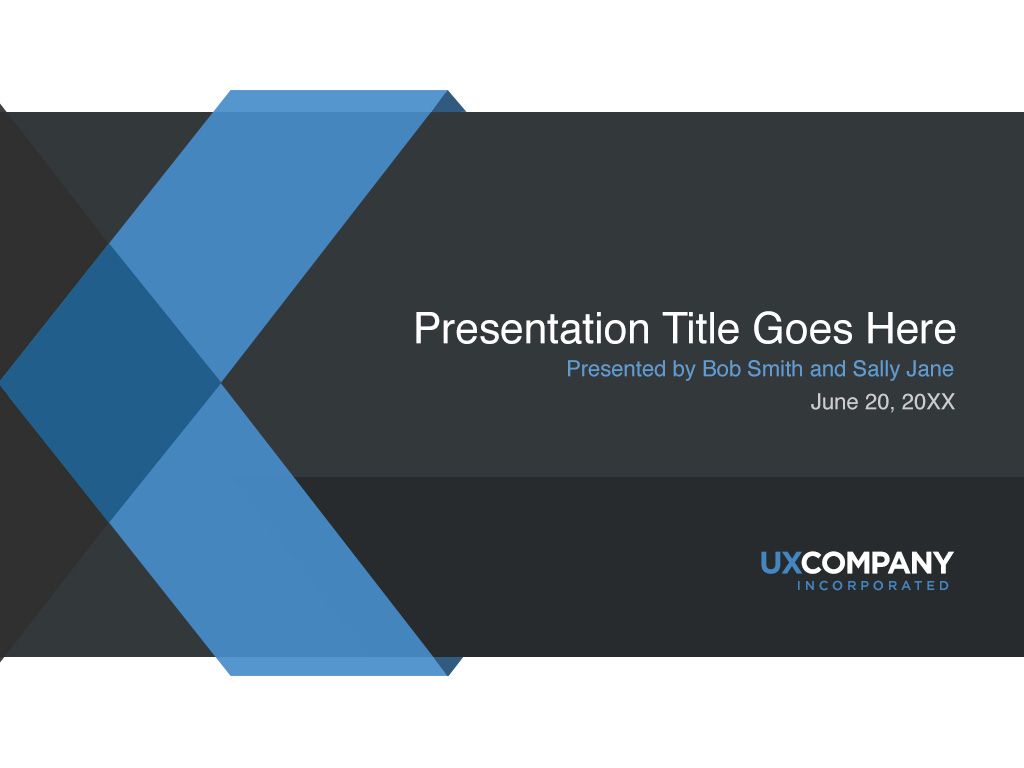 Presentation Title Goes Here
Presented by Bob Smith and Sally Jane
June 20, 20XX
UXCOMPANY
INCORPORATED